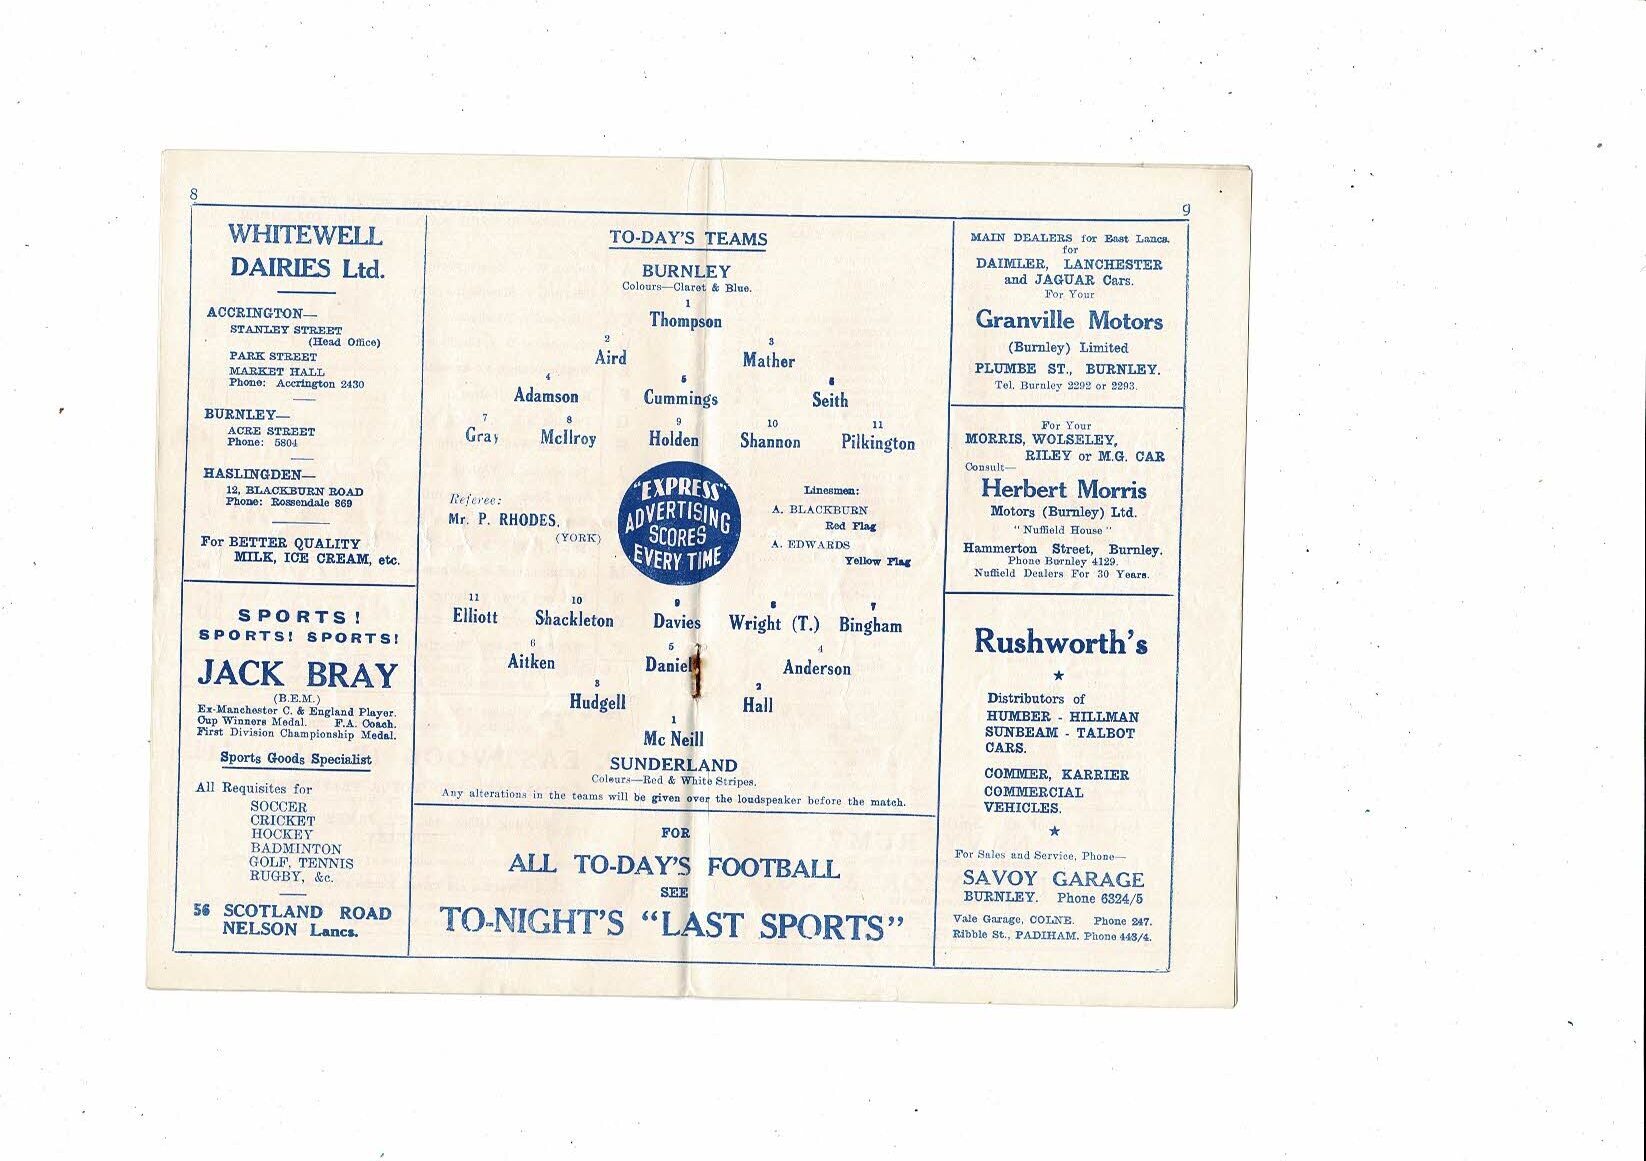 8
9
WHITEWELL
DAIRIES Ltd.
ACCRINGTON—
STANLEY STREET
(Head Office)
PARK STREET
MARKET HALL
Phone: Accrington 2430
BURNLEY—
ACRE STREET
Phone: 5804
HASLINGDEN—
12, BLACKBURN ROAD
Phone: Rossendale 869
For BETTER QUALITY
MILK, ICE CREAM, etc.
SPORTS!
SPORTS! SPORTS!
JACK BRAY
(B.E.M.)
Ex-Manchester C. & England Player.
Cup Winners Medal. F.A. Coach.
First Division Championship Medal.
Sports Goods Specialist
All Requisites for
SOCCER
CRICKET
HOCKEY
BADMINTON
GOLF, TENNIS
RUGBY, &c.
56 SCOTLAND ROAD
NELSON Lancs.
TO-DAY'S TEAMS
BURNLEY
Colours—Claret & Blue.
1
Thompson
2 3
Aird Mather
4 5 6
Adamson Cummings Seith
7 8 9 10 11
Gray McIlroy Holden Shannon Pilkington
Referee:
Mr. P. RHODES,
(YORK)
"EXPRESS"
ADVERTISING
SCORES
EVERY TIME
Linesmen:
A. BLACKBURN
Red Flag
A. EDWARDS
Yellow Flag
11 10 9 8 7
Elliott Shackleton Davies Wright (T.) Bingham
6 5 4
Aitken Daniel Anderson
3 2
Hudgell Hall
1
Mc Neill
SUNDERLAND
Colours—Red & White Stripes.
Any alterations in the teams will be given over the loudspeaker before the match.
FOR
ALL TO-DAY'S FOOTBALL
SEE
TO-NIGHT'S "LAST SPORTS"
MAIN DEALERS for East Lancs.
for
DAIMLER, LANCHESTER
and JAGUAR Cars.
For Your
Granville Motors
(Burnley) Limited
PLUMBE ST., BURNLEY.
Tel. Burnley 2292 or 2293.
For Your
MORRIS, WOLSELEY,
RILEY or M.G. CAR
Consult—
Herbert Morris
Motors (Burnley) Ltd.
"Nuffield House"
Hammerton Street, Burnley.
Phone Burnley 4129.
Nuffield Dealers For 30 Years.
Rushworth's
Distributors of
HUMBER - HILLMAN
SUNBEAM - TALBOT
CARS.
COMMER, KARRIER
COMMERCIAL
VEHICLES.
For Sales and Service, Phone—
SAVOY GARAGE
BURNLEY. Phone 6324/5
Vale Garage, COLNE. Phone 247.
Ribble St., PADIHAM. Phone 443/4.